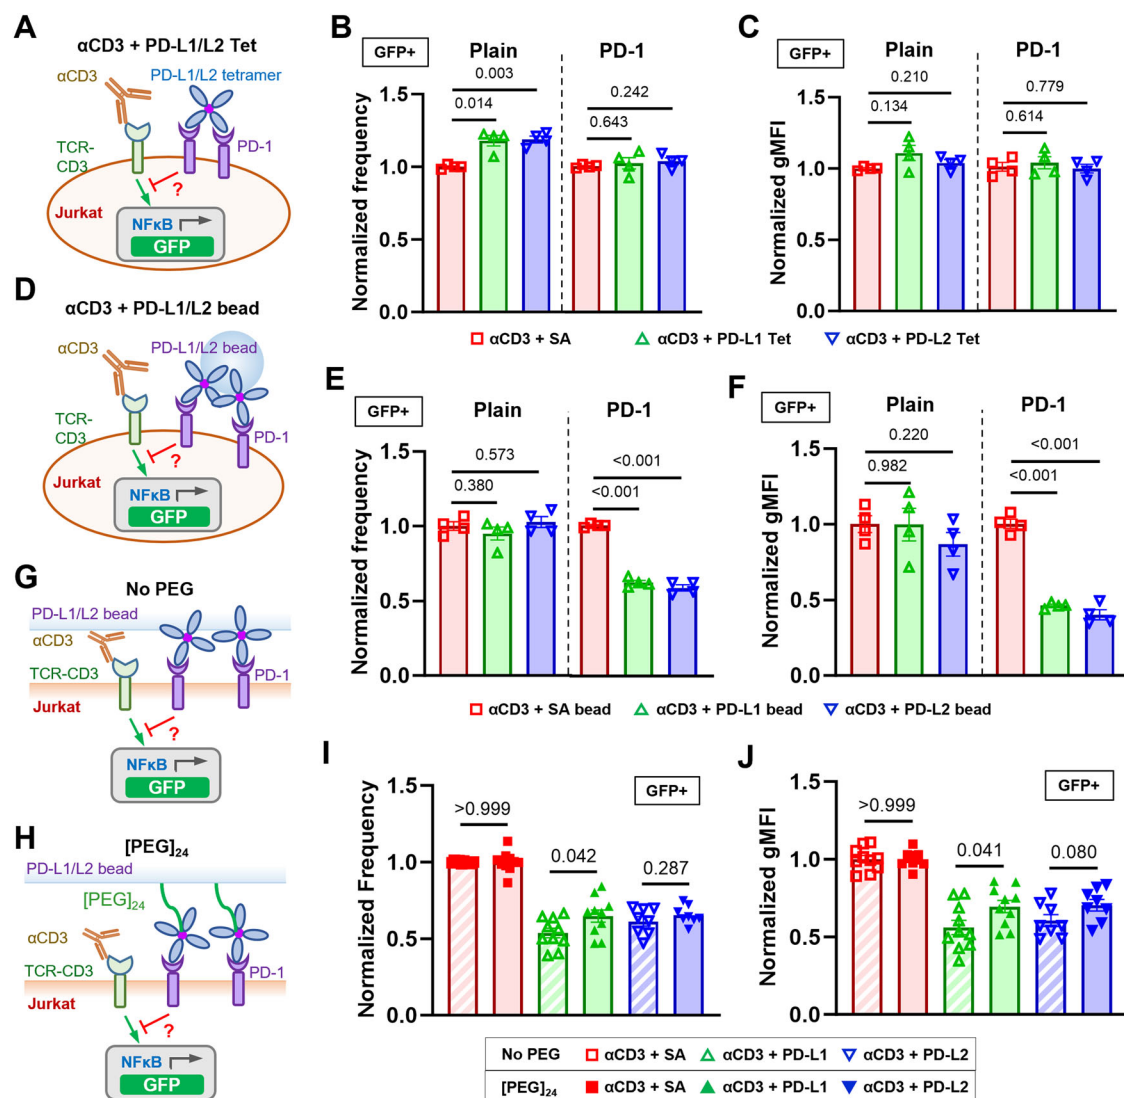 A
αCD3 + PD-L1/L2 Tet
αCD3
PD-L1/L2 tetramer
TCR-
CD3
PD-1
?
Jurkat
NFκB
GFP
B
GFP+
Plain
PD-1
0.003
0.014
0.242
0.643
Normalized frequency
1.5
1.0
0.5
0.0
C
GFP+
Plain
PD-1
0.210
0.134
0.779
0.614
Normalized gMFI
1.5
1.0
0.5
0.0
αCD3 + SA
αCD3 + PD-L1 Tet
αCD3 + PD-L2 Tet
D
αCD3 + PD-L1/L2 bead
αCD3
PD-L1/L2 bead
TCR-
CD3
PD-1
?
Jurkat
NFκB
GFP
E
GFP+
Plain
PD-1
0.573
0.380
<0.001
<0.001
Normalized frequency
1.5
1.0
0.5
0.0
F
GFP+
Plain
PD-1
0.220
0.982
<0.001
<0.001
Normalized gMFI
1.5
1.0
0.5
0.0
αCD3 + SA bead
αCD3 + PD-L1 bead
αCD3 + PD-L2 bead
G
No PEG
PD-L1/L2 bead
αCD3
TCR-CD3
PD-1
Jurkat
?
NFκB
GFP
H
[PEG]24
PD-L1/L2 bead
[PEG]24
αCD3
TCR-CD3
PD-1
Jurkat
?
NFκB
GFP
I
GFP+
>0.999
0.042
0.287
Normalized Frequency
1.5
1.0
0.5
0.0
J
GFP+
>0.999
0.041
0.080
Normalized gMFI
1.5
1.0
0.5
0.0
No PEG αCD3 + SA αCD3 + PD-L1 αCD3 + PD-L2
[PEG]24 αCD3 + SA αCD3 + PD-L1 αCD3 + PD-L2